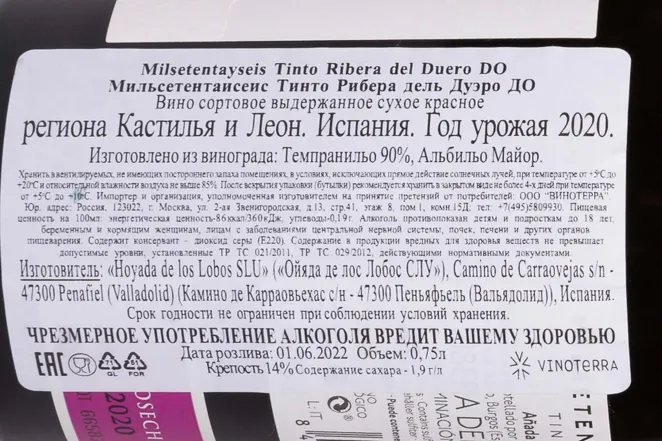 Milsetentayseis Tinto Ribera del Duero DO
Мильсетентаисеис Тинто Рибера дель Дуэро ДО
Вино сортовое выдержанное сухое красное
региона Кастилья и Леон. Испания. Год урожая 2020.
Изготовлено из винограда: Темпранильо 90%, Альбильо Майор.
Хранить в вентилируемых, не имеющих постороннего запаха помещениях, в условиях, исключающих прямое действие солнечных лучей, при температуре от +5°C до
+20°C и относительной влажности воздуха не выше 85%. После вскрытия упаковки (бутылки) рекомендуется хранить в закрытом виде не более 4-х дней при температуре
от +5°C до +10°C. Импортер и организация, уполномоченная изготовителем на принятие претензий от потребителей: ООО "ВИНОТЕРРА".
Юр. адрес: Россия, 123022, г. Москва, ул. 2-ая Звенигородская, д.13, стр.41, этаж 8, пом 1, комн.15Д, тел: +7(495)5809930. Пищевая
ценность на 100мл: энергетическая ценность-86ккал/360кДж, углеводы-0,19г. Алкоголь противопоказан детям и подросткам до 18 лет,
беременным и кормящим женщинам, лицам с заболеваниями центральной нервной системы, почек, печени и других органов
пищеварения. Содержит консервант - диоксид серы (E220). Содержание в продукции вредных для здоровья веществ не превышает
допустимые уровни, установленные ТР ТС 021/2011, ТР ТС 029/2012, действующими нормативными документами.
Изготовитель: «Hoyada de los Lobos SLU» («Ойяда де лос Лобос СЛУ»), Camino de Carraovejas s/n -
47300 Penafiel (Valladolid) (Камино де Карраовьехас с/н - 47300 Пеньяфьель (Вальядолид)), Испания.
Срок годности не ограничен при соблюдении условий хранения.
ЧРЕЗМЕРНОЕ УПОТРЕБЛЕНИЕ АЛКОГОЛЯ ВРЕДИТ ВАШЕМУ ЗДОРОВЬЮ
Дата розлива: 01.06.2022 Объем: 0,75л
Крепость 14% Содержание сахара - 1,9 г/л
EAC
GL FOR
VINOTERRA
COSECH
2020